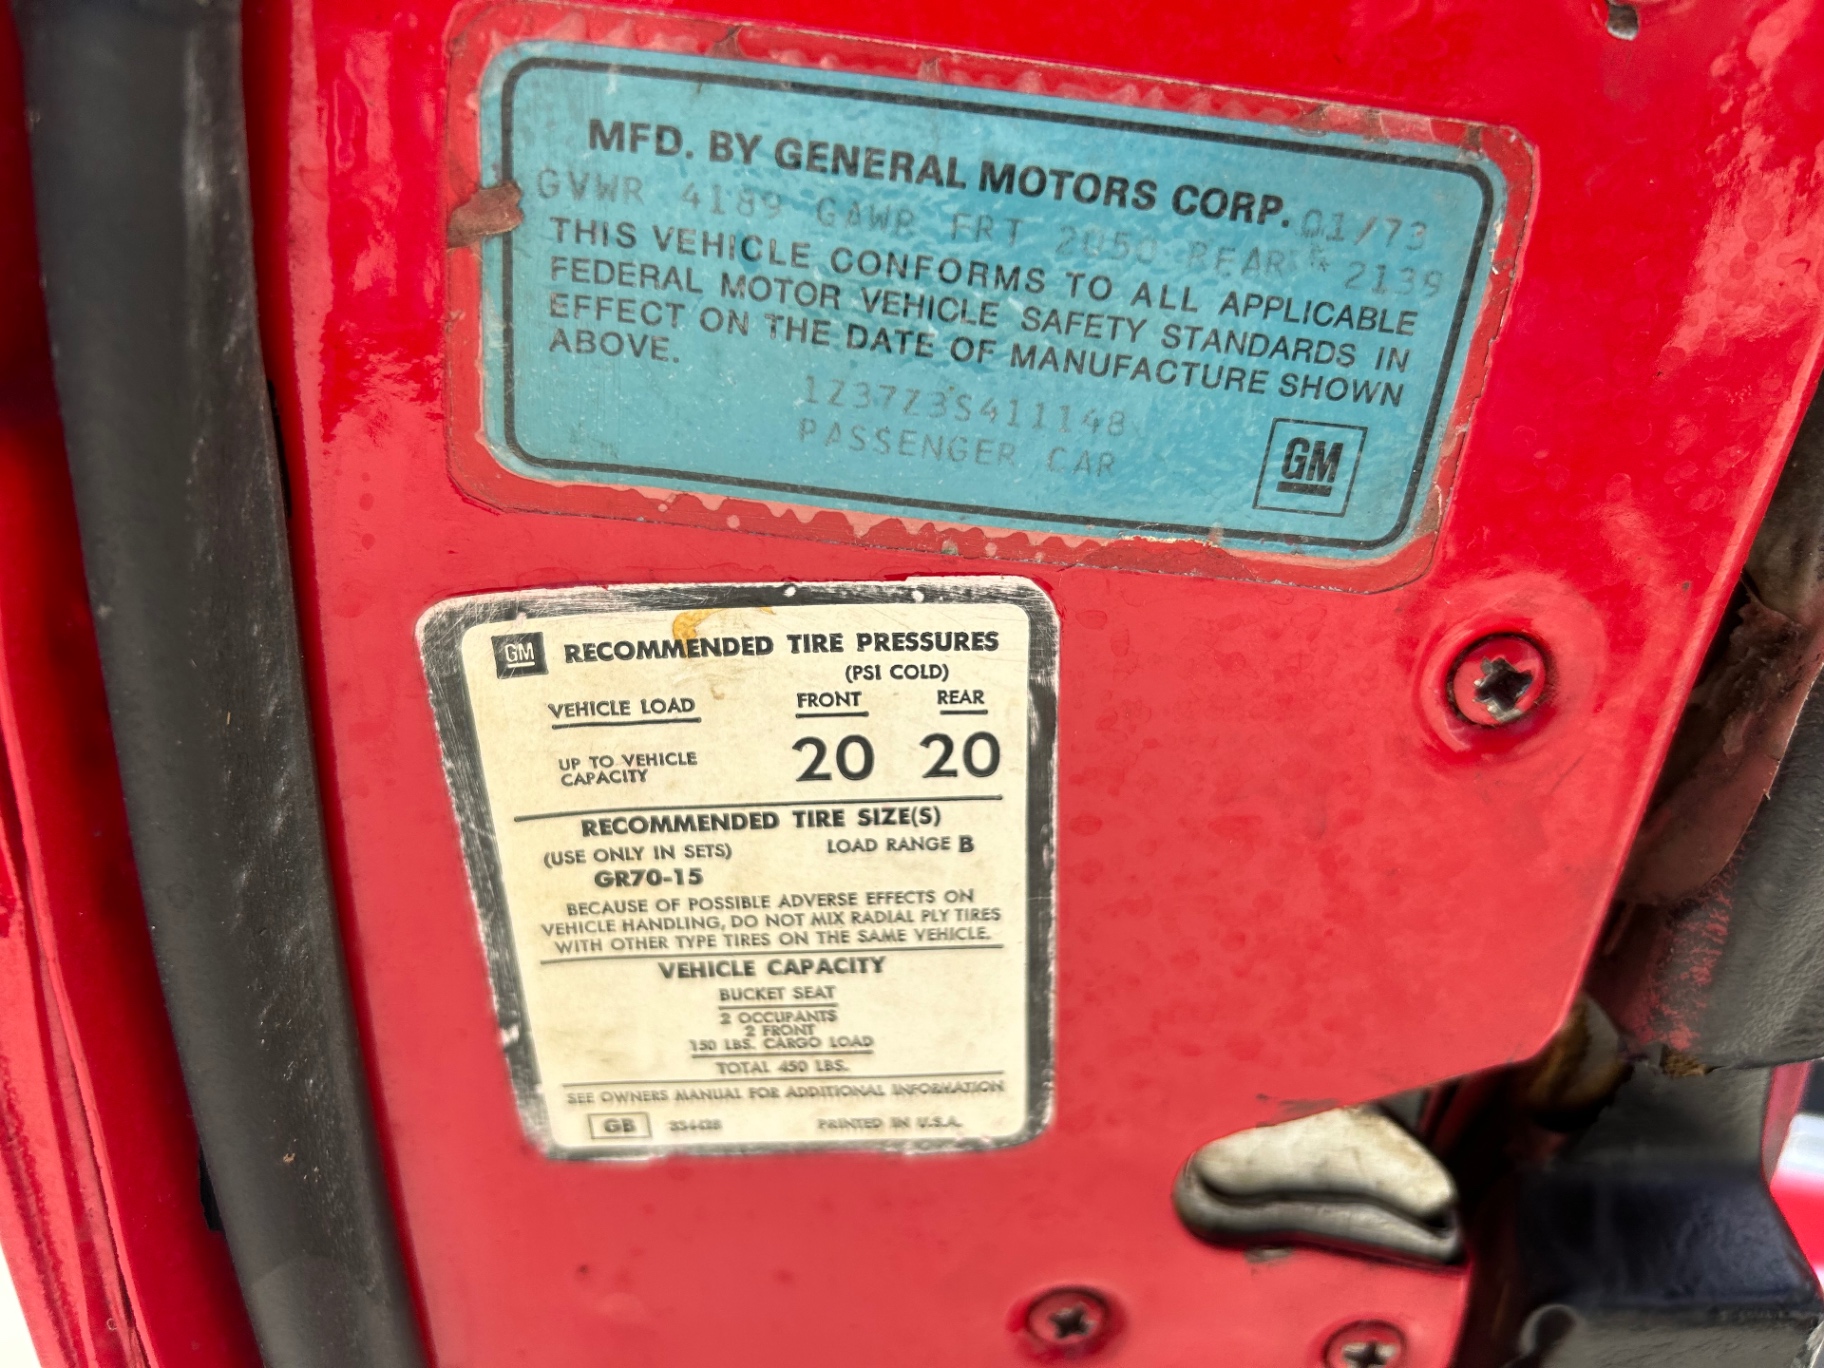 MFD. BY GENERAL MOTORS CORP. 01/73
GVWR 4189 GAWR FRT 2050 REAR 2139
THIS VEHICLE CONFORMS TO ALL APPLICABLE
FEDERAL MOTOR VEHICLE SAFETY STANDARDS IN
EFFECT ON THE DATE OF MANUFACTURE SHOWN
ABOVE.
1Z37Z3S411148
PASSENGER CAR
GM
GM RECOMMENDED TIRE PRESSURES
(PSI COLD)
VEHICLE LOAD FRONT REAR
UP TO VEHICLE
CAPACITY
20 20
RECOMMENDED TIRE SIZE(S)
(USE ONLY IN SETS) LOAD RANGE B
GR70-15
BECAUSE OF POSSIBLE ADVERSE EFFECTS ON
VEHICLE HANDLING, DO NOT MIX RADIAL PLY TIRES
WITH OTHER TYPE TIRES ON THE SAME VEHICLE.
VEHICLE CAPACITY
BUCKET SEAT
2 OCCUPANTS
2 FRONT
150 LBS. CARGO LOAD
TOTAL 450 LBS.
SEE OWNERS MANUAL FOR ADDITIONAL INFORMATION
GB PRINTED IN U.S.A.